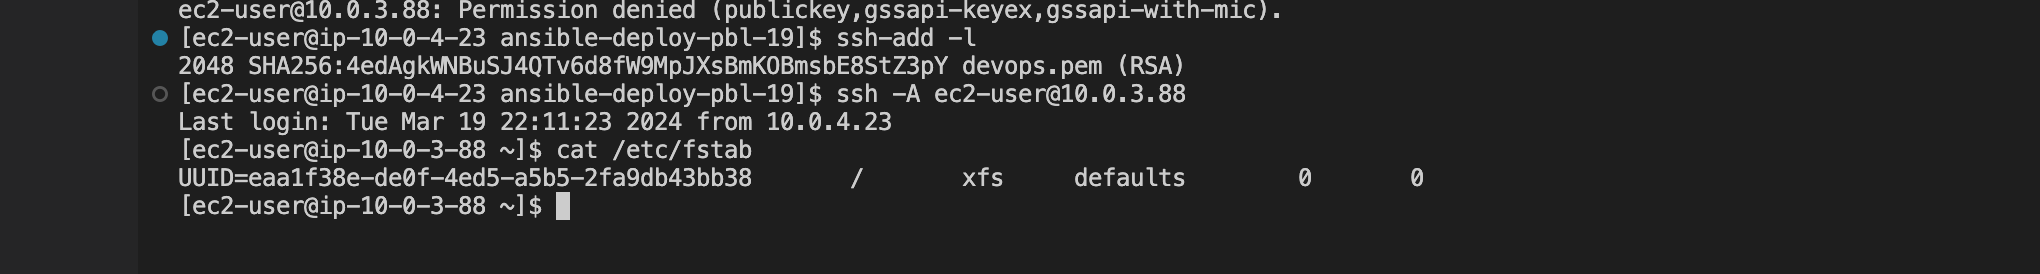 ec2-user@10.0.3.88: Permission denied (publickey,gssapi-keyex,gssapi-with-mic).
[ec2-user@ip-10-0-4-23 ansible-deploy-pbl-19]$ ssh-add -l
2048 SHA256:4edAgkWNBuSJ4QTv6d8fW9MpJXsBmKOBmsbE8StZ3pY devops.pem (RSA)
[ec2-user@ip-10-0-4-23 ansible-deploy-pbl-19]$ ssh -A ec2-user@10.0.3.88
Last login: Tue Mar 19 22:11:23 2024 from 10.0.4.23
[ec2-user@ip-10-0-3-88 ~]$ cat /etc/fstab
UUID=eaa1f38e-de0f-4ed5-a5b5-2fa9db43bb38       /       xfs     defaults        0       0
[ec2-user@ip-10-0-3-88 ~]$